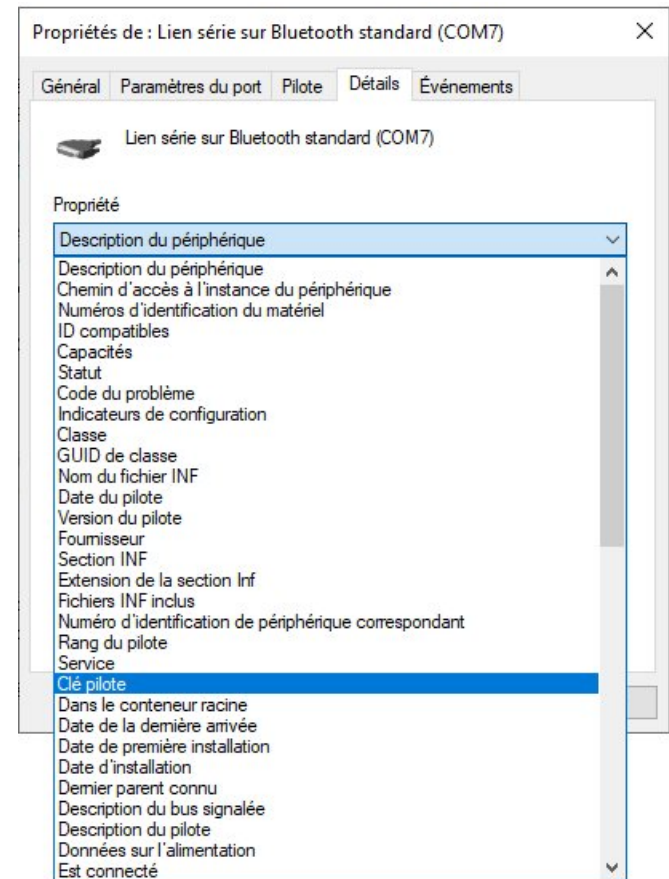 Propriétés de : Lien série sur Bluetooth standard (COM7)
Général Paramètres du port Pilote Détails Événements
Lien série sur Bluetooth standard (COM7)
Propriété
Description du périphérique
Description du périphérique
Chemin d'accès à l'instance du périphérique
Numéros d'identification du matériel
ID compatibles
Capacités
Statut
Code du problème
Indicateurs de configuration
Classe
GUID de classe
Nom du fichier INF
Date du pilote
Version du pilote
Fournisseur
Section INF
Extension de la section Inf
Fichiers INF inclus
Numéro d'identification de périphérique correspondant
Rang du pilote
Service
Clé pilote
Dans le conteneur racine
Date de la dernière arrivée
Date de première installation
Date d'installation
Dernier parent connu
Description du bus signalée
Description du pilote
Données sur l'alimentation
Est connecté